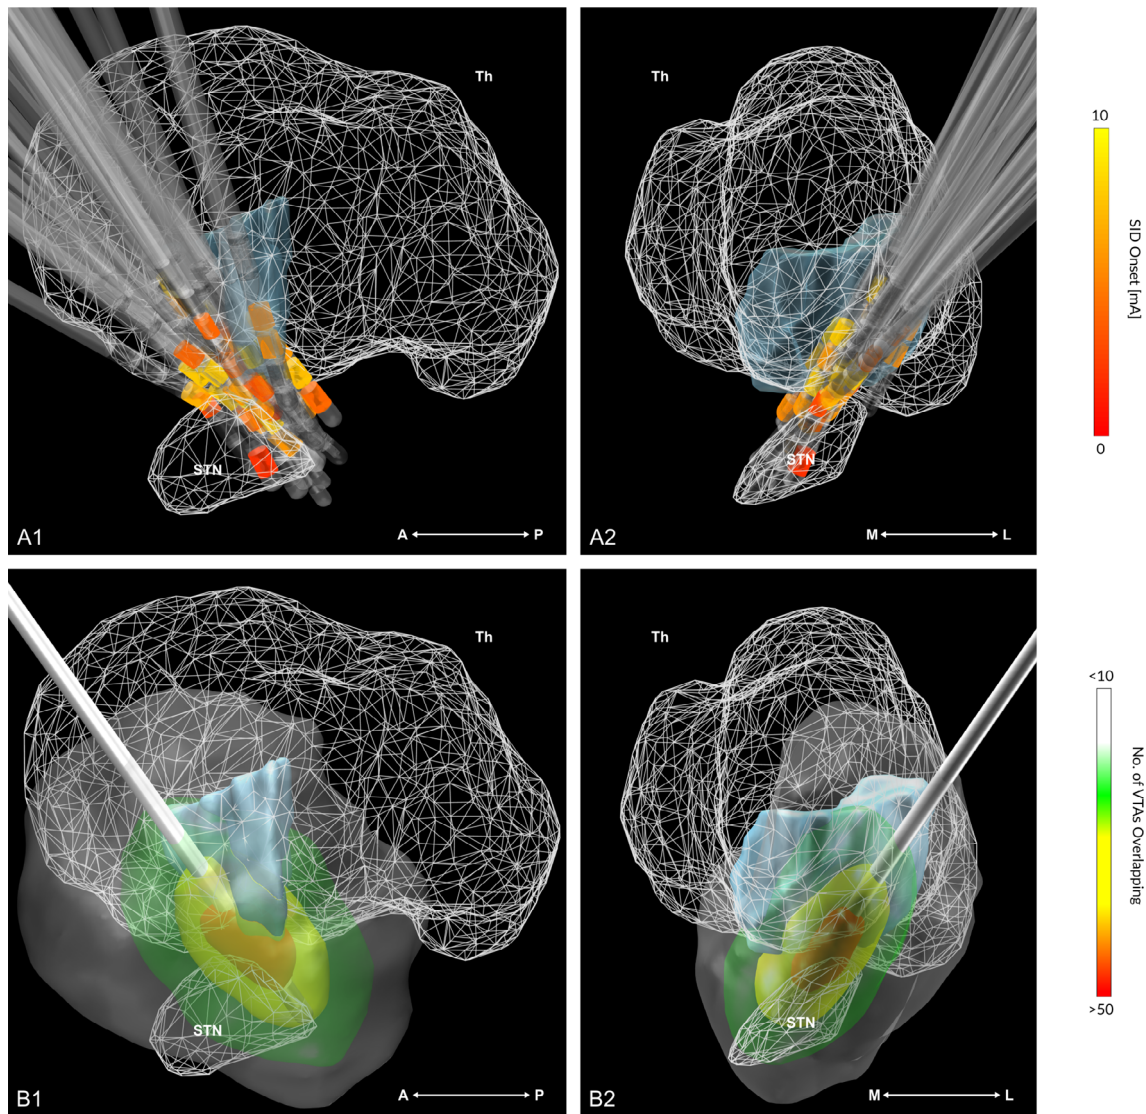 Th
STN
A P
A1
Th
STN
M L
A2
10
SID Onset [mA]
0
Th
STN
A P
B1
Th
STN
M L
B2
<10
No. of VTAs Overlapping
>50